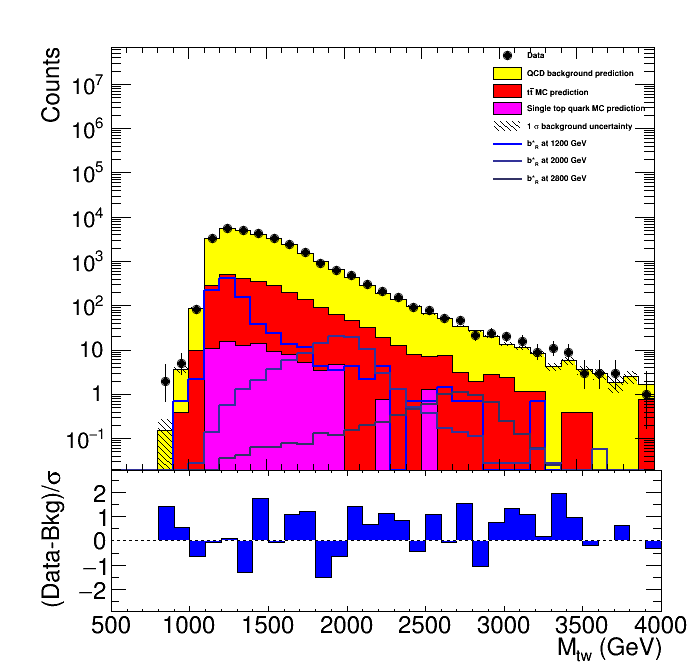 Counts
10⁷
10⁶
10⁵
10⁴
10³
10²
10
1
10⁻¹
Data
QCD background prediction
tt̄ MC prediction
Single top quark MC prediction
1 σ background uncertainty
b*R at 1200 GeV
b*R at 2000 GeV
b*R at 2800 GeV
(Data-Bkg)/σ
2
1
0
−1
−2
500 1000 1500 2000 2500 3000 3500 4000
Mtw (GeV)